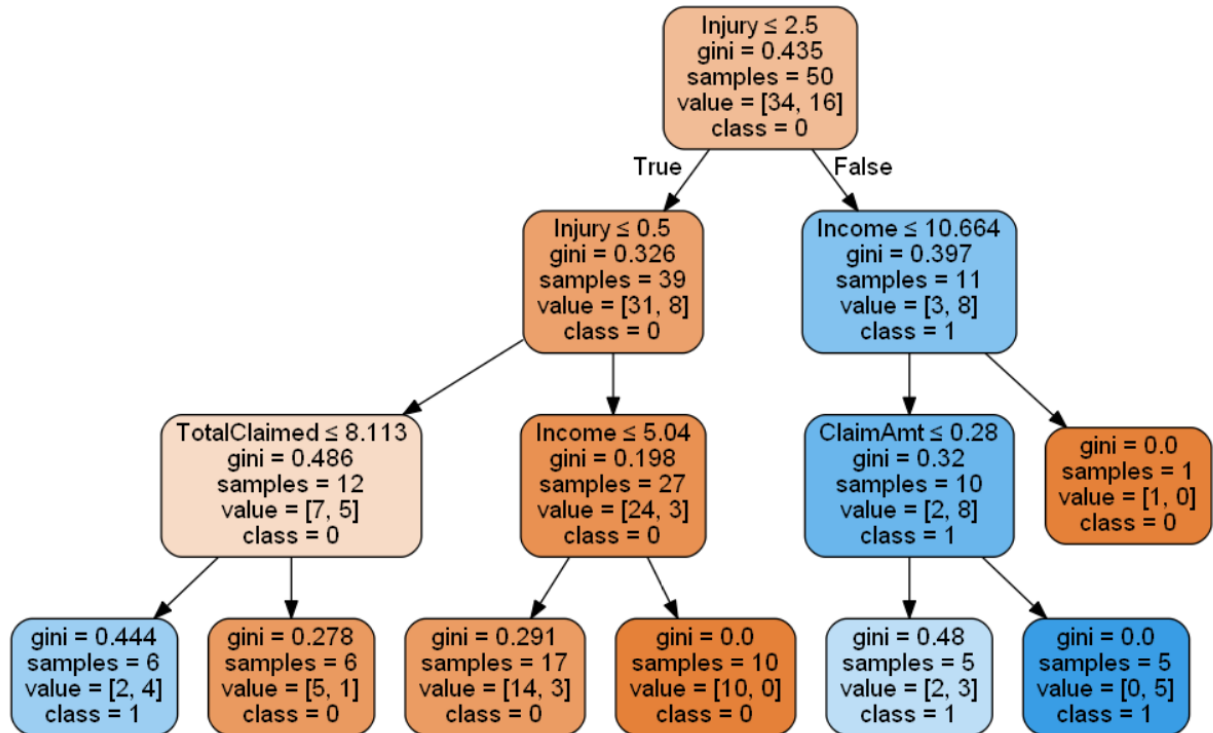 Injury ≤ 2.5
gini = 0.435
samples = 50
value = [34, 16]
class = 0
True
False
Injury ≤ 0.5
gini = 0.326
samples = 39
value = [31, 8]
class = 0
Income ≤ 10.664
gini = 0.397
samples = 11
value = [3, 8]
class = 1
TotalClaimed ≤ 8.113
gini = 0.486
samples = 12
value = [7, 5]
class = 0
Income ≤ 5.04
gini = 0.198
samples = 27
value = [24, 3]
class = 0
ClaimAmt ≤ 0.28
gini = 0.32
samples = 10
value = [2, 8]
class = 1
gini = 0.0
samples = 1
value = [1, 0]
class = 0
gini = 0.444
samples = 6
value = [2, 4]
class = 1
gini = 0.278
samples = 6
value = [5, 1]
class = 0
gini = 0.291
samples = 17
value = [14, 3]
class = 0
gini = 0.0
samples = 10
value = [10, 0]
class = 0
gini = 0.48
samples = 5
value = [2, 3]
class = 1
gini = 0.0
samples = 5
value = [0, 5]
class = 1